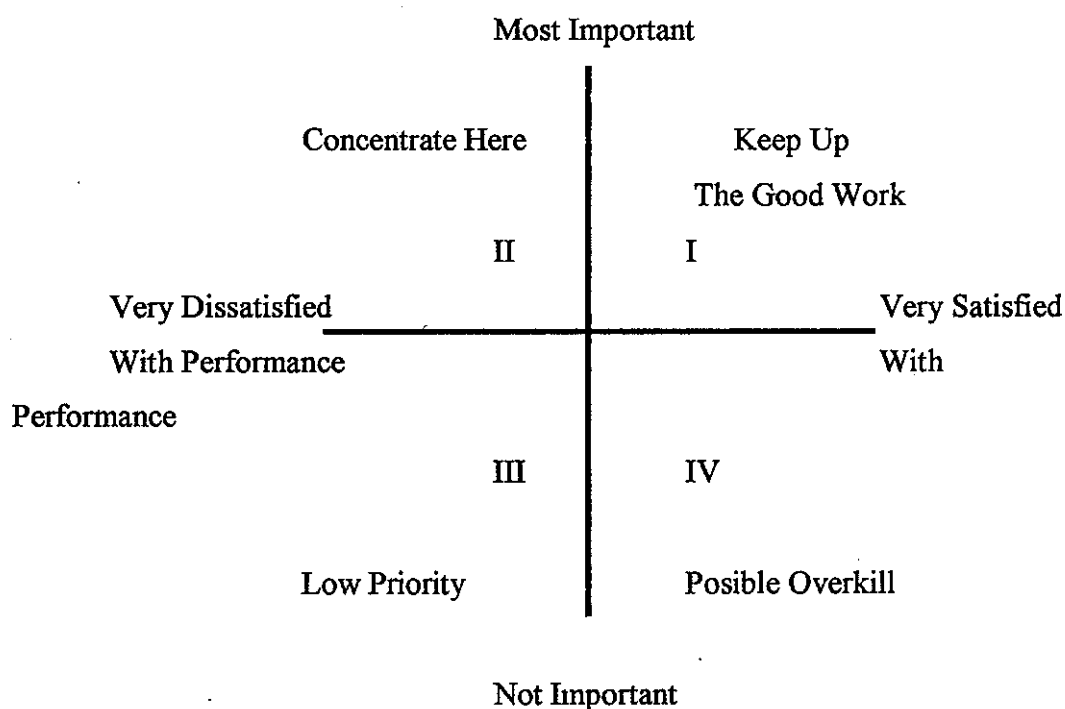 Most Important
Concentrate Here Keep Up
The Good Work
II I
Very Dissatisfied Very Satisfied
With Performance With
Performance
III IV
Low Priority Posible Overkill
Not Important